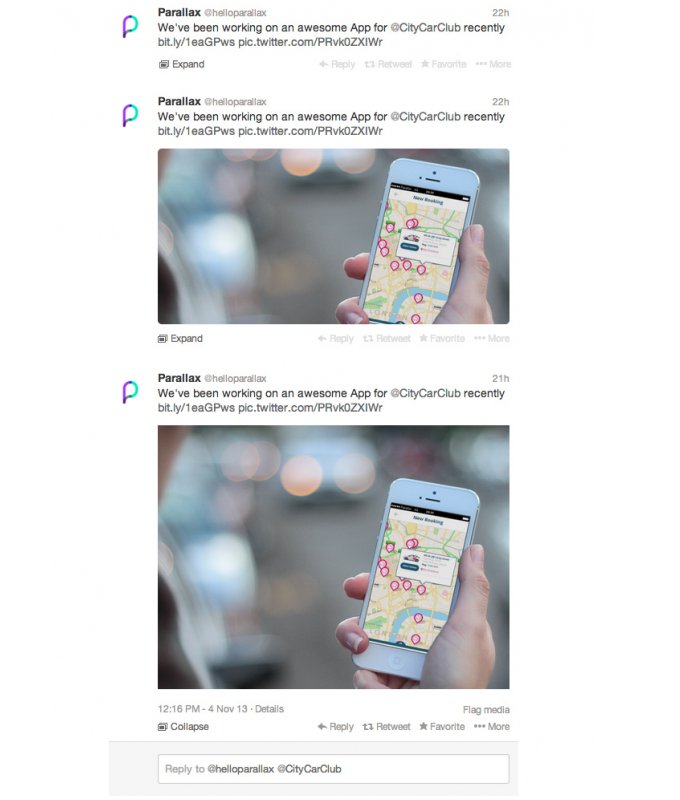 Parallax @helloparallax 22h
We've been working on an awesome App for @CityCarClub recently
bit.ly/1eaGPws pic.twitter.com/PRvk0ZXIWr
Expand Reply Retweet Favorite More
Parallax @helloparallax 22h
We've been working on an awesome App for @CityCarClub recently
bit.ly/1eaGPws pic.twitter.com/PRvk0ZXIWr
New Booking
LONDON
Expand Reply Retweet Favorite More
Parallax @helloparallax 21h
We've been working on an awesome App for @CityCarClub recently
bit.ly/1eaGPws pic.twitter.com/PRvk0ZXIWr
New Booking
LONDON
12:16 PM - 4 Nov 13 · Details Flag media
Collapse Reply Retweet Favorite More
Reply to @helloparallax @CityCarClub